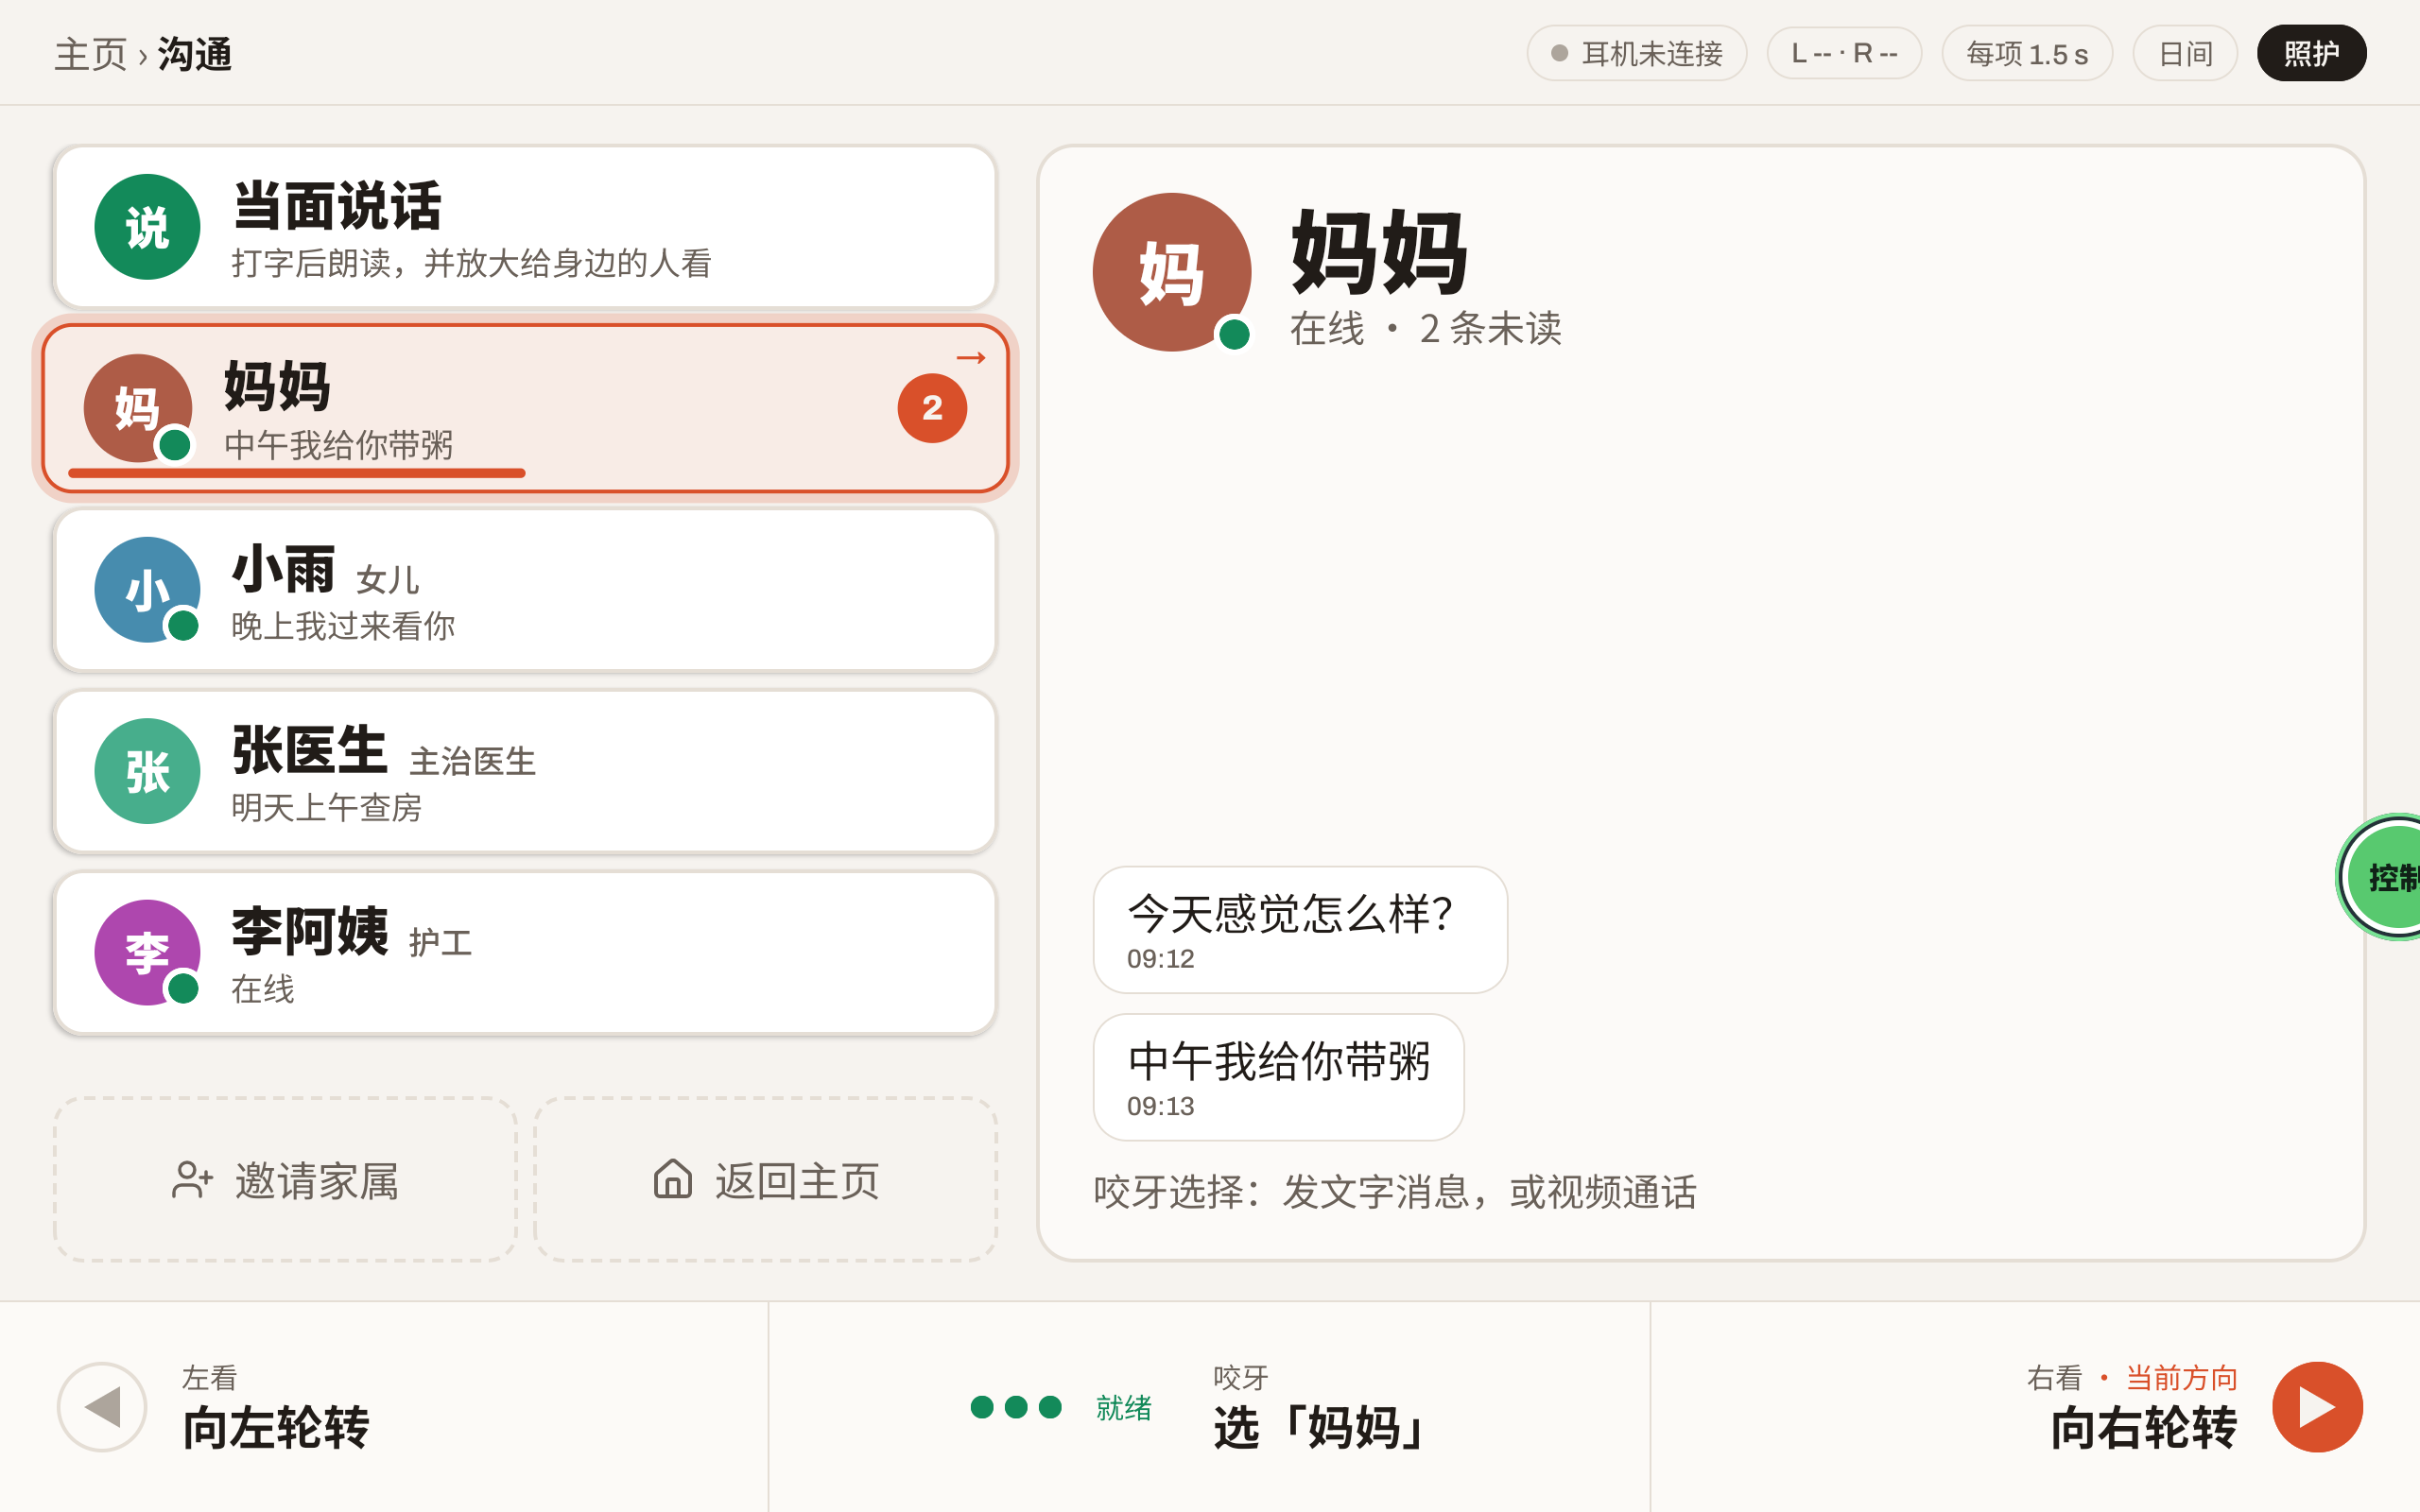 主页 › 沟通
耳机未连接
L -- · R --
每项 1.5 s
日间
照护
说
当面说话
打字后朗读，并放大给身边的人看
妈
妈妈
中午我给你带粥
→
2
小
小雨 女儿
晚上我过来看你
张
张医生 主治医生
明天上午查房
李
李阿姨 护工
在线
邀请家属
返回主页
妈
妈妈
在线 · 2 条未读
今天感觉怎么样？
09:12
中午我给你带粥
09:13
咬牙选择：发文字消息，或视频通话
控制
左看
向左轮转
就绪
咬牙
选「妈妈」
右看 · 当前方向
向右轮转